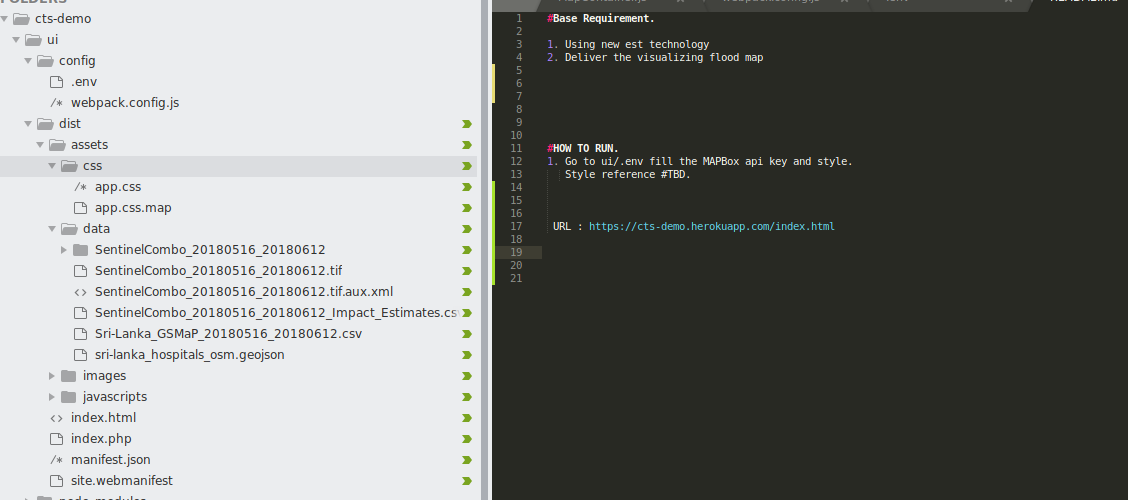 FOLDERS
cts-demo
ui
config
.env
webpack.config.js
dist
assets
css
app.css
app.css.map
data
SentinelCombo_20180516_20180612
SentinelCombo_20180516_20180612.tif
SentinelCombo_20180516_20180612.tif.aux.xml
SentinelCombo_20180516_20180612_Impact_Estimates.csv
Sri-Lanka_GSMaP_20180516_20180612.csv
sri-lanka_hospitals_osm.geojson
images
javascripts
index.html
index.php
manifest.json
site.webmanifest
node_modules
1 #Base Requirement.
2
3 1. Using new est technology
4 2. Deliver the visualizing flood map
5
6
7
8
9
10
11 #HOW TO RUN.
12 1. Go to ui/.env fill the MAPBox api key and style.
13 Style reference #TBD.
14
15
16
17 URL : https://cts-demo.herokuapp.com/index.html
18
19
20
21